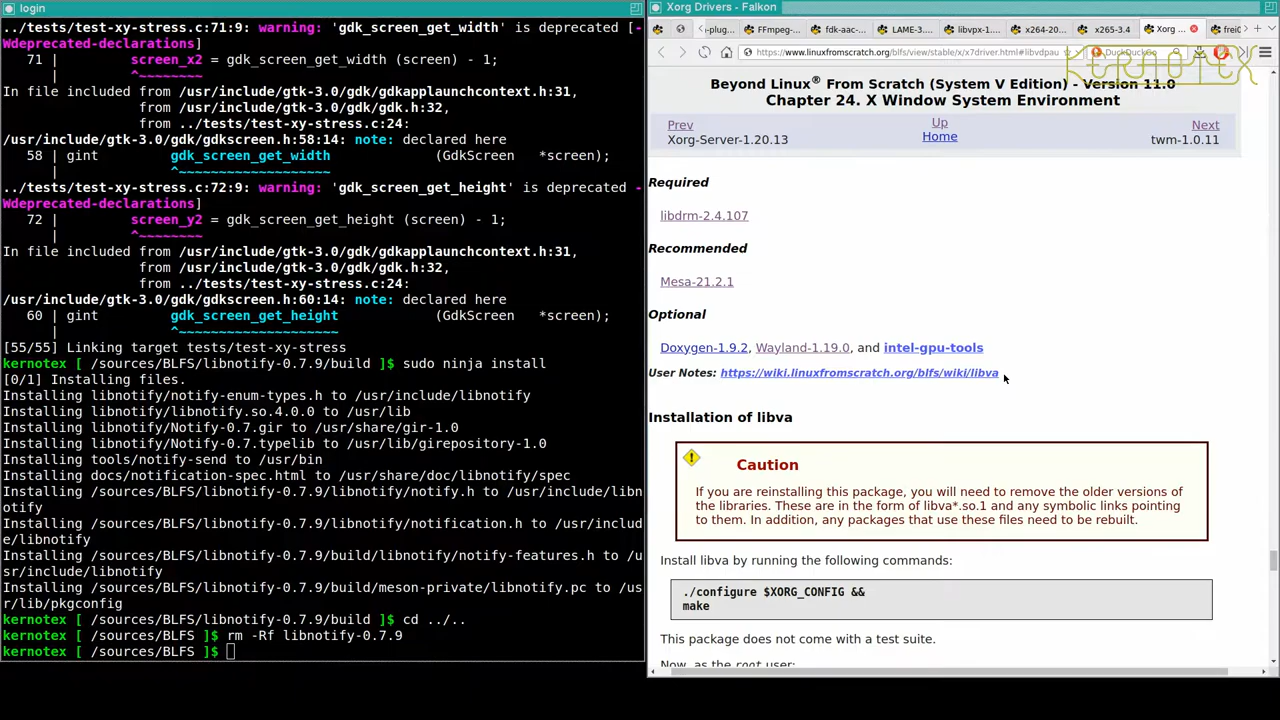 login
../tests/test-xy-stress.c:71:9: warning: 'gdk_screen_get_width' is deprecated [-
Wdeprecated-declarations]
71 | screen_x2 = gdk_screen_get_width (screen) - 1;
| ^~~~~~~~~
In file included from /usr/include/gtk-3.0/gdk/gdkapplaunchcontext.h:31,
from /usr/include/gtk-3.0/gdk/gdk.h:32,
from ../tests/test-xy-stress.c:24:
/usr/include/gtk-3.0/gdk/gdkscreen.h:58:14: note: declared here
58 | gint gdk_screen_get_width (GdkScreen *screen);
| ^~~~~~~~~~~~~~~~~~~~
../tests/test-xy-stress.c:72:9: warning: 'gdk_screen_get_height' is deprecated [-
Wdeprecated-declarations]
72 | screen_y2 = gdk_screen_get_height (screen) - 1;
| ^~~~~~~~~
In file included from /usr/include/gtk-3.0/gdk/gdkapplaunchcontext.h:31,
from /usr/include/gtk-3.0/gdk/gdk.h:32,
from ../tests/test-xy-stress.c:24:
/usr/include/gtk-3.0/gdk/gdkscreen.h:60:14: note: declared here
60 | gint gdk_screen_get_height (GdkScreen *screen);
| ^~~~~~~~~~~~~~~~~~~~~
[55/55] Linking target tests/test-xy-stress
kernotex [ /sources/BLFS/libnotify-0.7.9/build ]$ sudo ninja install
[0/1] Installing files.
Installing libnotify/notify-enum-types.h to /usr/include/libnotify
Installing libnotify/libnotify.so.4.0.0 to /usr/lib
Installing libnotify/Notify-0.7.gir to /usr/share/gir-1.0
Installing libnotify/Notify-0.7.typelib to /usr/lib/girepository-1.0
Installing tools/notify-send to /usr/bin
Installing docs/notification-spec.html to /usr/share/doc/libnotify/spec
Installing /sources/BLFS/libnotify-0.7.9/libnotify/notify.h to /usr/include/libn
otify
Installing /sources/BLFS/libnotify-0.7.9/libnotify/notification.h to /usr/includ
e/libnotify
Installing /sources/BLFS/libnotify-0.7.9/build/libnotify/notify-features.h to /u
sr/include/libnotify
Installing /sources/BLFS/libnotify-0.7.9/build/meson-private/libnotify.pc to /us
r/lib/pkgconfig
kernotex [ /sources/BLFS/libnotify-0.7.9/build ]$ cd ../..
kernotex [ /sources/BLFS ]$ rm -Rf libnotify-0.7.9
kernotex [ /sources/BLFS ]$
Xorg Drivers - Falkon
-plug... FFmpeg-... fdk-aac-... LAME-3.... libvpx-1.... x264-20... x265-3.4 Xorg ... frei0
https://www.linuxfromscratch.org/blfs/view/stable/x/x7driver.html#libvdpau DuckDuckGo
KERNOTEX
Beyond Linux® From Scratch (System V Edition) - Version 11.0
Chapter 24. X Window System Environment
Prev Up Next
Xorg-Server-1.20.13 Home twm-1.0.11
Required
libdrm-2.4.107
Recommended
Mesa-21.2.1
Optional
Doxygen-1.9.2, Wayland-1.19.0, and intel-gpu-tools
User Notes: https://wiki.linuxfromscratch.org/blfs/wiki/libva
Installation of libva
Caution
If you are reinstalling this package, you will need to remove the older versions of
the libraries. These are in the form of libva*.so.1 and any symbolic links pointing
to them. In addition, any packages that use these files need to be rebuilt.
Install libva by running the following commands:
./configure $XORG_CONFIG &&
make
This package does not come with a test suite.
Now, as the root user: